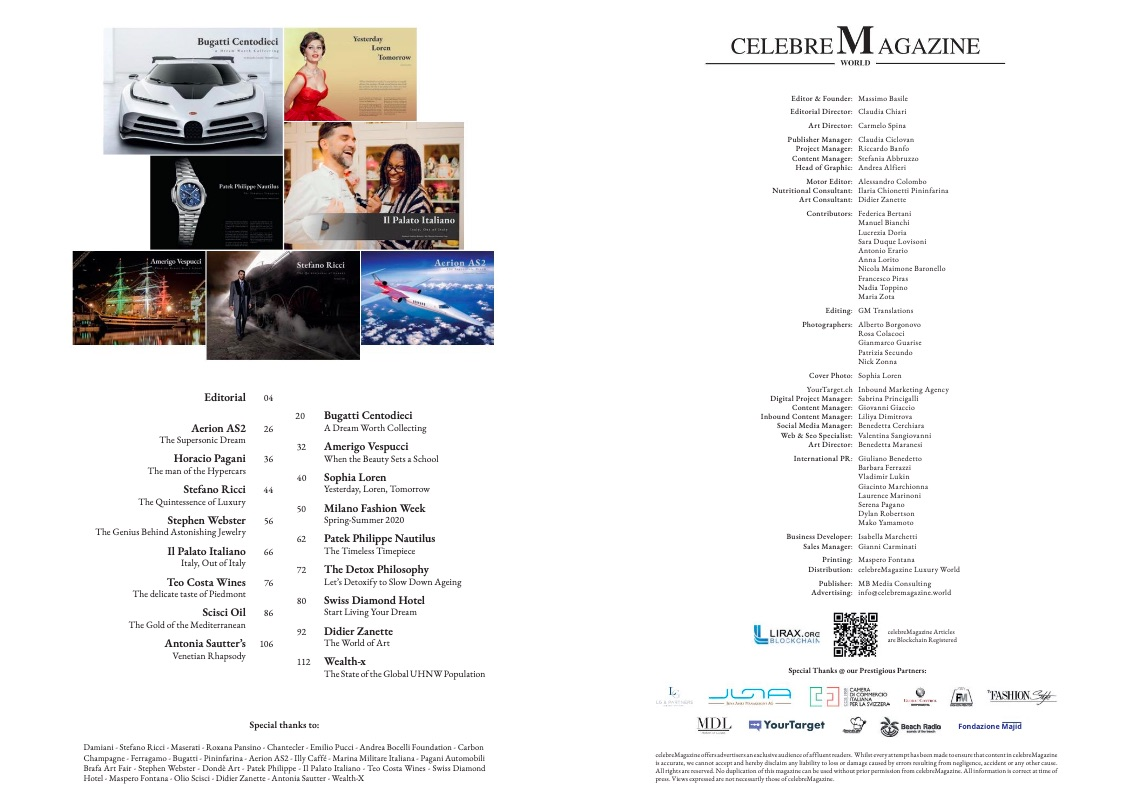 Bugatti Centodieci
a Dream Worth Collecting
Yesterday
Loren
Tomorrow
Patek Philippe Nautilus
Il Palato Italiano
Italy, Out of Italy
Amerigo Vespucci
Stefano Ricci
Aerion AS2
The Supersonic Dream
Editorial 04
Aerion AS2 26
The Supersonic Dream
Horacio Pagani 36
The man of the Hypercars
Stefano Ricci 44
The Quintessence of Luxury
Stephen Webster 56
The Genius Behind Astonishing Jewelry
Il Palato Italiano 66
Italy, Out of Italy
Teo Costa Wines 76
The delicate taste of Piedmont
Scisci Oil 86
The Gold of the Mediterranean
Antonia Sautter's 106
Venetian Rhapsody
20 Bugatti Centodieci
A Dream Worth Collecting
32 Amerigo Vespucci
When the Beauty Sets a School
40 Sophia Loren
Yesterday, Loren, Tomorrow
50 Milano Fashion Week
Spring-Summer 2020
62 Patek Philippe Nautilus
The Timeless Timepiece
72 The Detox Philosophy
Let's Detoxify to Slow Down Ageing
80 Swiss Diamond Hotel
Start Living Your Dream
92 Didier Zanette
The World of Art
112 Wealth-x
The State of the Global UHNW Population
Special thanks to:
Damiani - Stefano Ricci - Maserati - Roxana Pansino - Chantecler - Emilio Pucci - Andrea Bocelli Foundation - Carbon
Champagne - Ferragamo - Bugatti - Pininfarina - Aerion AS2 - Illy Caffé - Marina Militare Italiana - Pagani Automobili
Brafa Art Fair - Stephen Webster - Dondè Art - Patek Philippe - Il Palato Italiano - Teo Costa Wines - Swiss Diamond
Hotel - Maspero Fontana - Olio Scisci - Didier Zanette - Antonia Sautter - Wealth-X
CELEBRE MAGAZINE
WORLD
Editor & Founder: Massimo Basile
Editorial Director: Claudia Chiari
Art Director: Carmelo Spina
Publisher Manager: Claudia Ciclovan
Project Manager: Riccardo Banfo
Content Manager: Stefania Abbruzzo
Head of Graphic: Andrea Alfieri
Motor Editor: Alessandro Colombo
Nutritional Consultant: Ilaria Chionetti Pininfarina
Art Consultant: Didier Zanette
Contributors: Federica Bertani
Manuel Bianchi
Lucrezia Doria
Sara Duque Lovisoni
Antonio Erario
Anna Lorito
Nicola Maimone Baronello
Francesco Piras
Nadia Toppino
Maria Zota
Editing: GM Translations
Photographers: Alberto Borgonovo
Rosa Colacoci
Gianmarco Guarise
Patrizia Secundo
Nick Zonna
Cover Photo: Sophia Loren
YourTarget.ch Inbound Marketing Agency
Digital Project Manager: Sabrina Principalli
Content Manager: Giovanni Giaccio
Inbound Content Manager: Liliya Dimitrova
Social Media Manager: Benedetta Cerchiara
Web & Seo Specialist: Valentina Sangiovanni
Art Director: Benedetta Maranesi
International PR: Giuliano Benedetto
Barbara Ferrazzi
Vladimir Lukin
Giacinto Marchionna
Laurence Marinoni
Serena Pagano
Dylan Robertson
Mako Yamamoto
Business Developer: Isabella Marchetti
Sales Manager: Gianni Carminati
Printing: Maspero Fontana
Distribution: celebreMagazine Luxury World
Publisher: MB Media Consulting
Advertising: info@celebremagazine.world
LIRAX.ORG
BLOCKCHAIN
celebreMagazine Articles
are Blockchain Registered
Special Thanks @ our Prestigious Partners:
CAMERA
DI COMMERCIO
ITALIANA
PER LA SVIZZERA
FASHION Style
MDL
YourTarget
Beach Radio
Fondazione Majid
celebreMagazine offers advertisers an exclusive audience of affluent readers. Whilst every attempt has been made to ensure that content in celebreMagazine
is accurate, we cannot accept and hereby disclaim any liability to loss or damage caused by errors resulting from negligence, accident or any other cause.
All rights are reserved. No duplication of this magazine can be used without prior permission from celebreMagazine. All information is correct at time of
press. Views expressed are not necessarily those of celebreMagazine.